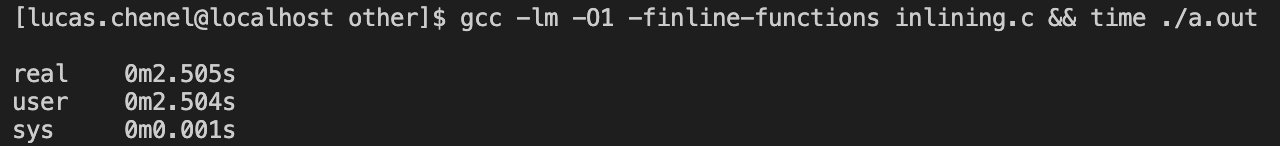 [lucas.chenel@localhost other]$ gcc -lm -O1 -finline-functions inlining.c && time ./a.out
real 0m2.505s
user 0m2.504s
sys 0m0.001s